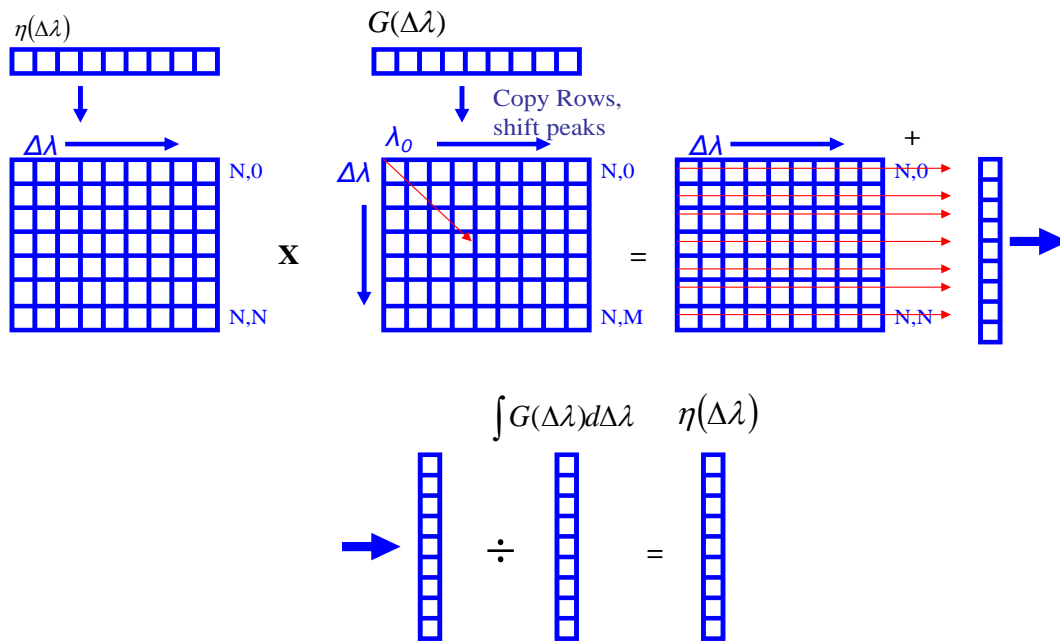 η(Δλ)
G(Δλ)
Copy Rows,
shift peaks
Δλ
λ0
Δλ
+
N,0
Δλ
N,0
N,0
X
=
N,N
N,M
N,N
∫G(Δλ)dΔλ
η(Δλ)
÷
=